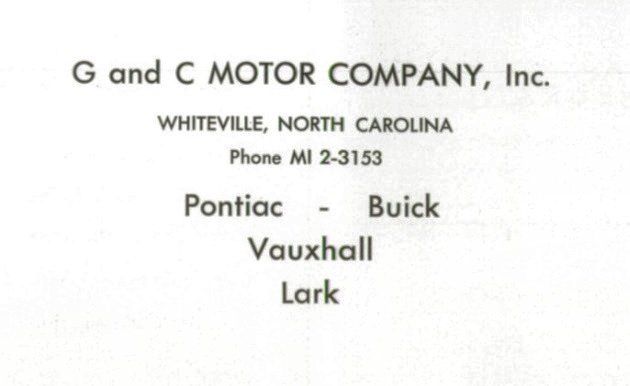 G and C MOTOR COMPANY, Inc.
WHITEVILLE, NORTH CAROLINA
Phone MI 2-3153
Pontiac - Buick
Vauxhall
Lark